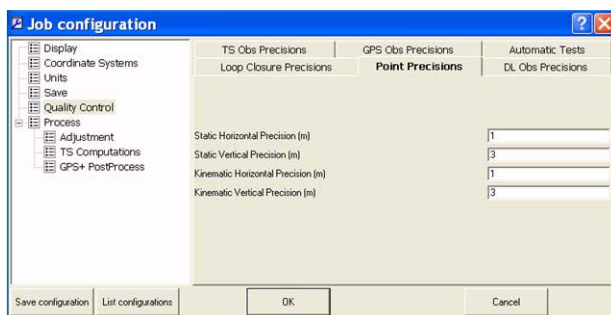 Job configuration
Display
Coordinate Systems
Units
Save
Quality Control
Process
Adjustment
TS Computations
GPS+ PostProcess
TS Obs Precisions
GPS Obs Precisions
Automatic Tests
Loop Closure Precisions
Point Precisions
DL Obs Precisions
Static Horizontal Precision (m) 1
Static Vertical Precision (m) 3
Kinematic Horizontal Precision (m) 1
Kinematic Vertical Precision (m) 3
Save configuration
List configurations
OK
Cancel